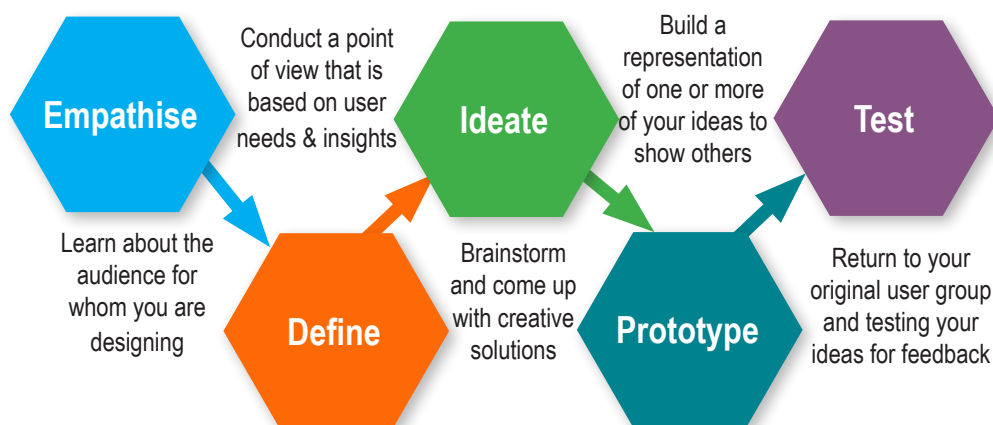 Empathise
Learn about the
audience for
whom you are
designing
Conduct a point
of view that is
based on user
needs & insights
Define
Ideate
Brainstorm
and come up
with creative
solutions
Build a
representation
of one or more
of your ideas to
show others
Prototype
Test
Return to your
original user group
and testing your
ideas for feedback